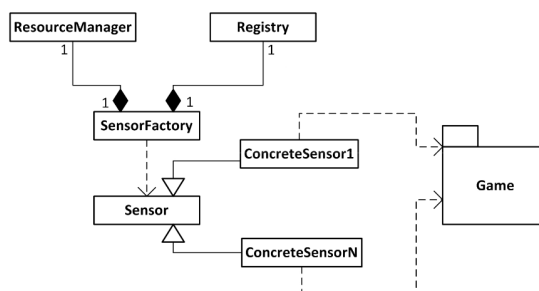 ResourceManager
Registry
1
1
1
1
SensorFactory
ConcreteSensor1
Game
Sensor
ConcreteSensorN